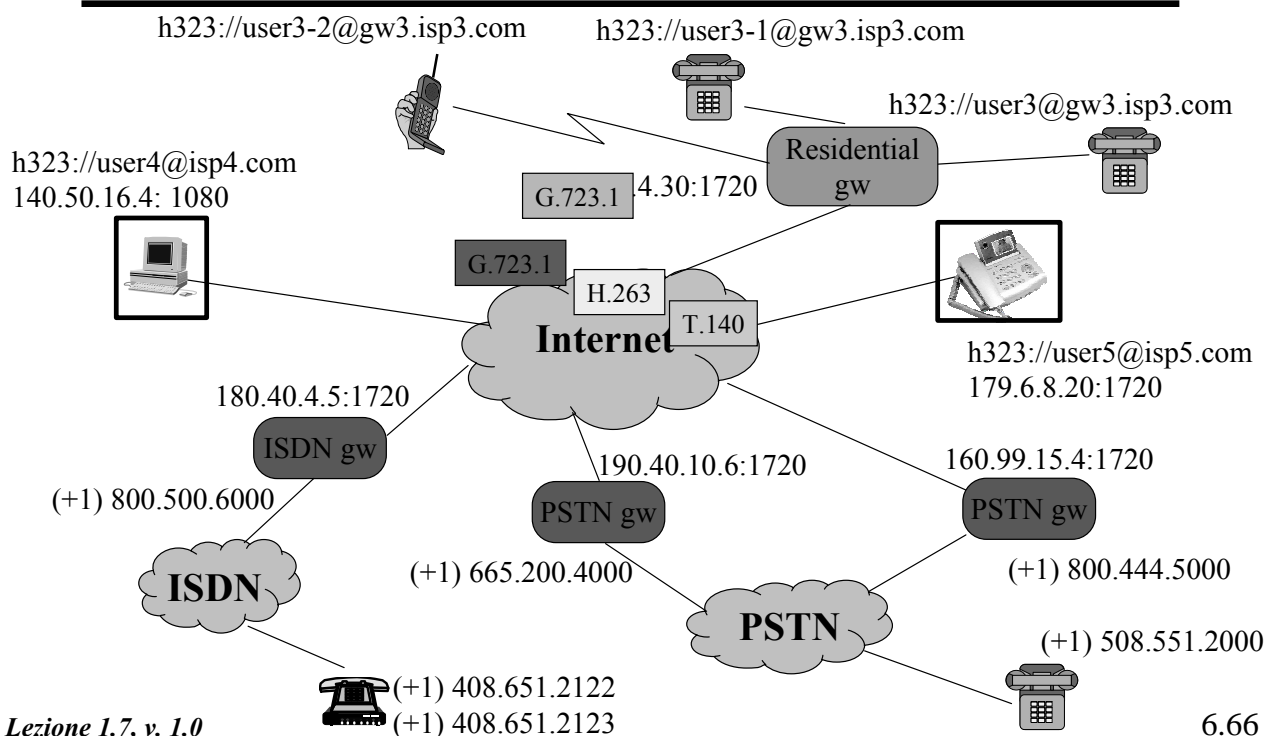 h323://user3-2@gw3.isp3.com
h323://user3-1@gw3.isp3.com
h323://user3@gw3.isp3.com
h323://user4@isp4.com
140.50.16.4: 1080
Residential
gw
G.723.1
.4.30:1720
G.723.1
H.263
T.140
Internet
h323://user5@isp5.com
179.6.8.20:1720
180.40.4.5:1720
ISDN gw
190.40.10.6:1720
160.99.15.4:1720
(+1) 800.500.6000
PSTN gw
PSTN gw
(+1) 665.200.4000
(+1) 800.444.5000
ISDN
PSTN
(+1) 508.551.2000
(+1) 408.651.2122
(+1) 408.651.2123
Lezione 1.7, v. 1.0
6.66